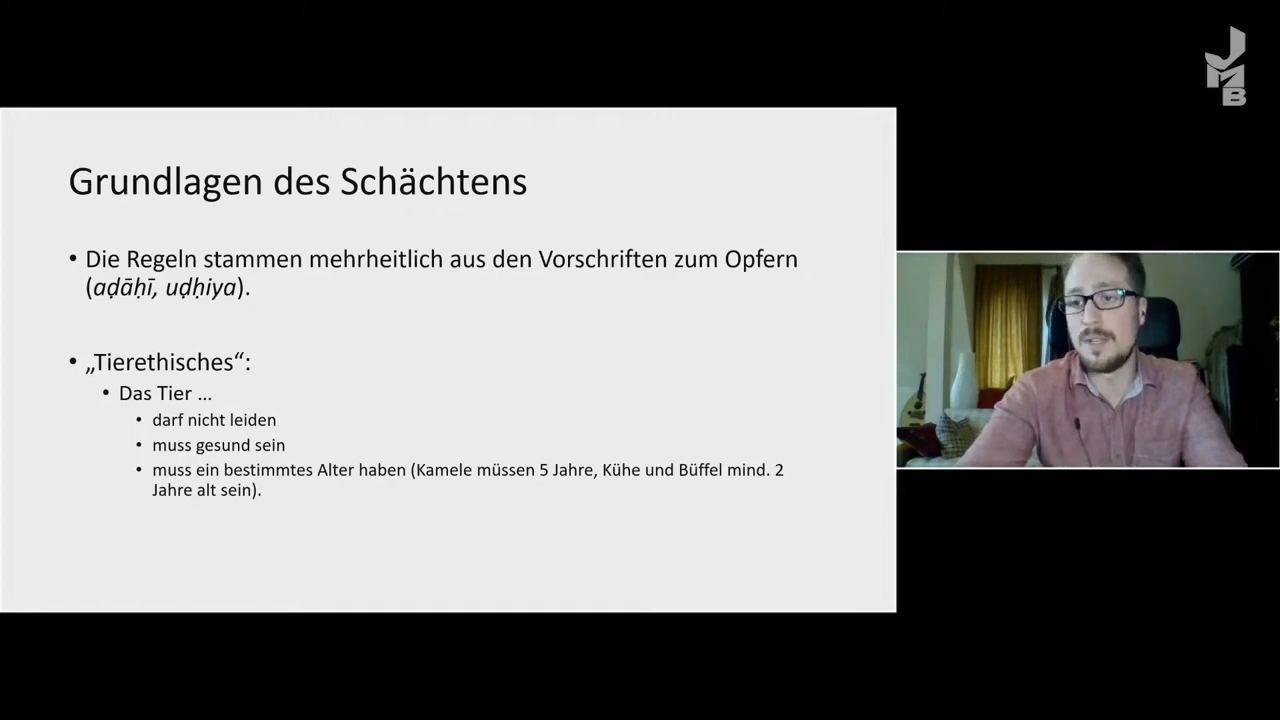 JMB
Grundlagen des Schächtens
• Die Regeln stammen mehrheitlich aus den Vorschriften zum Opfern
(aḍāḥī, uḍḥiya).
• „Tierethisches“:
• Das Tier ...
• darf nicht leiden
• muss gesund sein
• muss ein bestimmtes Alter haben (Kamele müssen 5 Jahre, Kühe und Büffel mind. 2
Jahre alt sein).